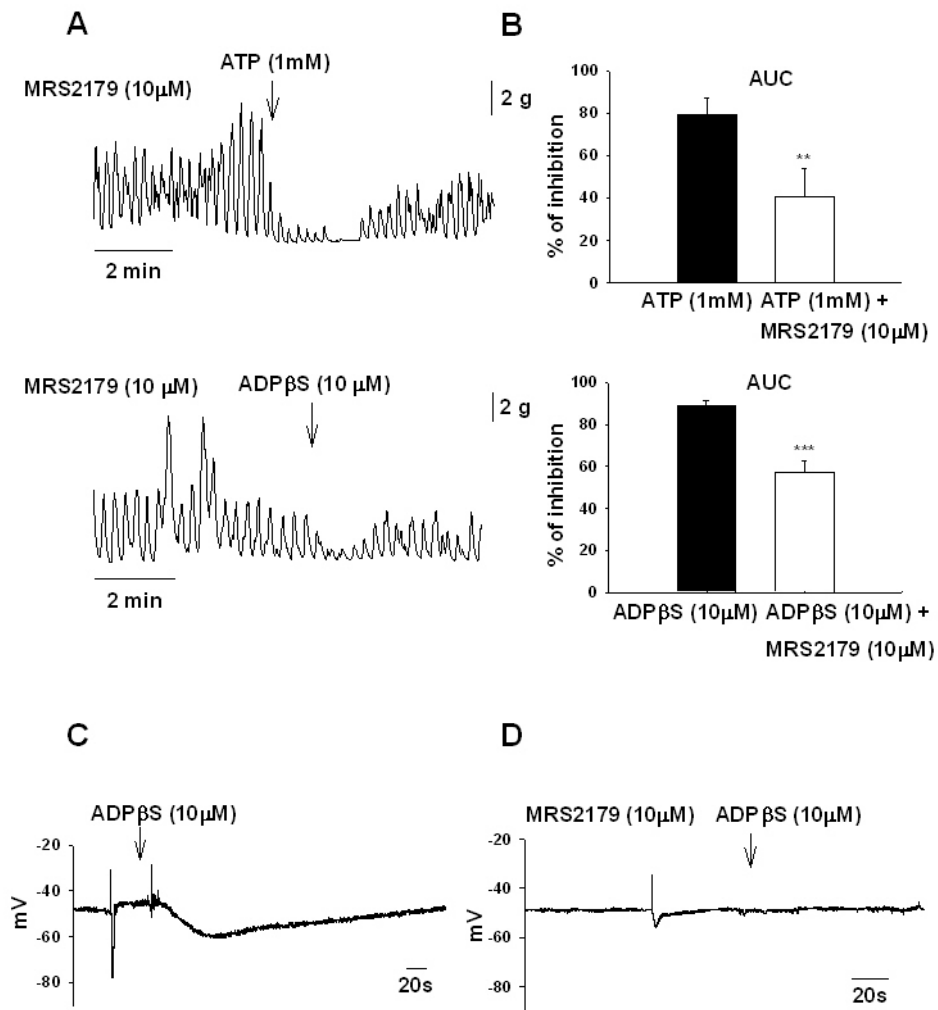 A
ATP (1mM)
MRS2179 (10µM)
2 g
2 min
B
AUC
% of inhibition
100
80
60
40
20
0
**
ATP (1mM)
ATP (1mM) +
MRS2179 (10µM)
MRS2179 (10 µM)
ADPβS (10 µM)
2 g
2 min
AUC
% of inhibition
100
80
60
40
20
0
***
ADPβS (10µM)
ADPβS (10µM) +
MRS2179 (10µM)
C
ADPβS (10µM)
mV
-20
-40
-60
-80
20s
D
MRS2179 (10µM)
ADPβS (10µM)
mV
-20
-40
-60
-80
20s